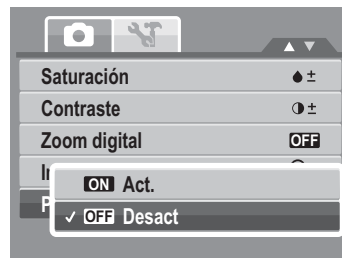 Saturación
Contraste
Zoom digital OFF
ON Act.
OFF Desact